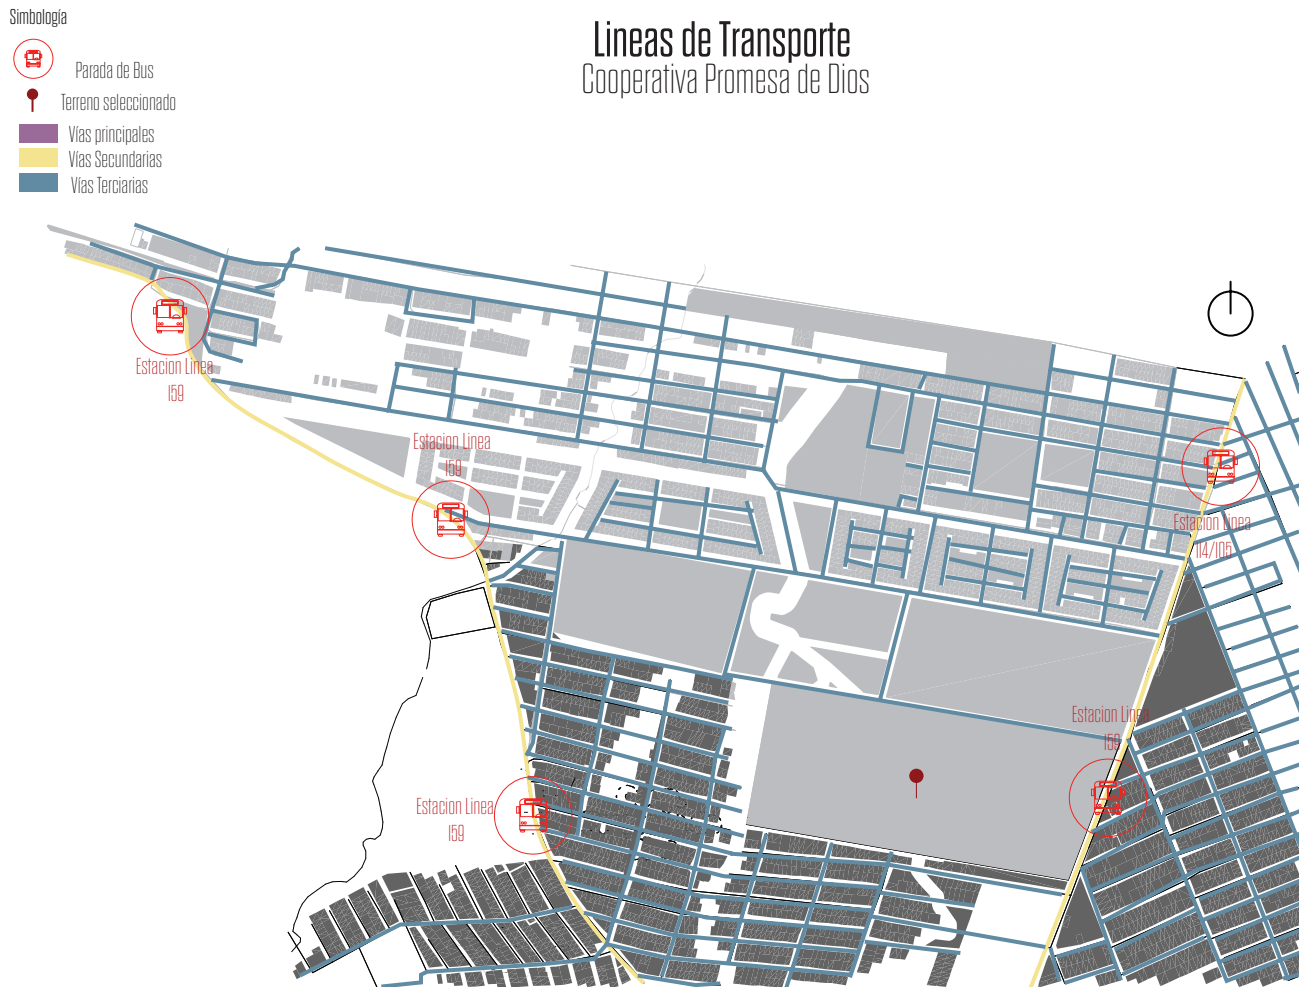 Simbología
Lineas de Transporte
Cooperativa Promesa de Dios
Parada de Bus
Terreno seleccionado
Vías principales
Vías Secundarias
Vías Terciarias
Estacion Linea
159
Estacion Linea
159
Estacion Linea
114/105
Estacion Linea
159
Estacion Linea
159